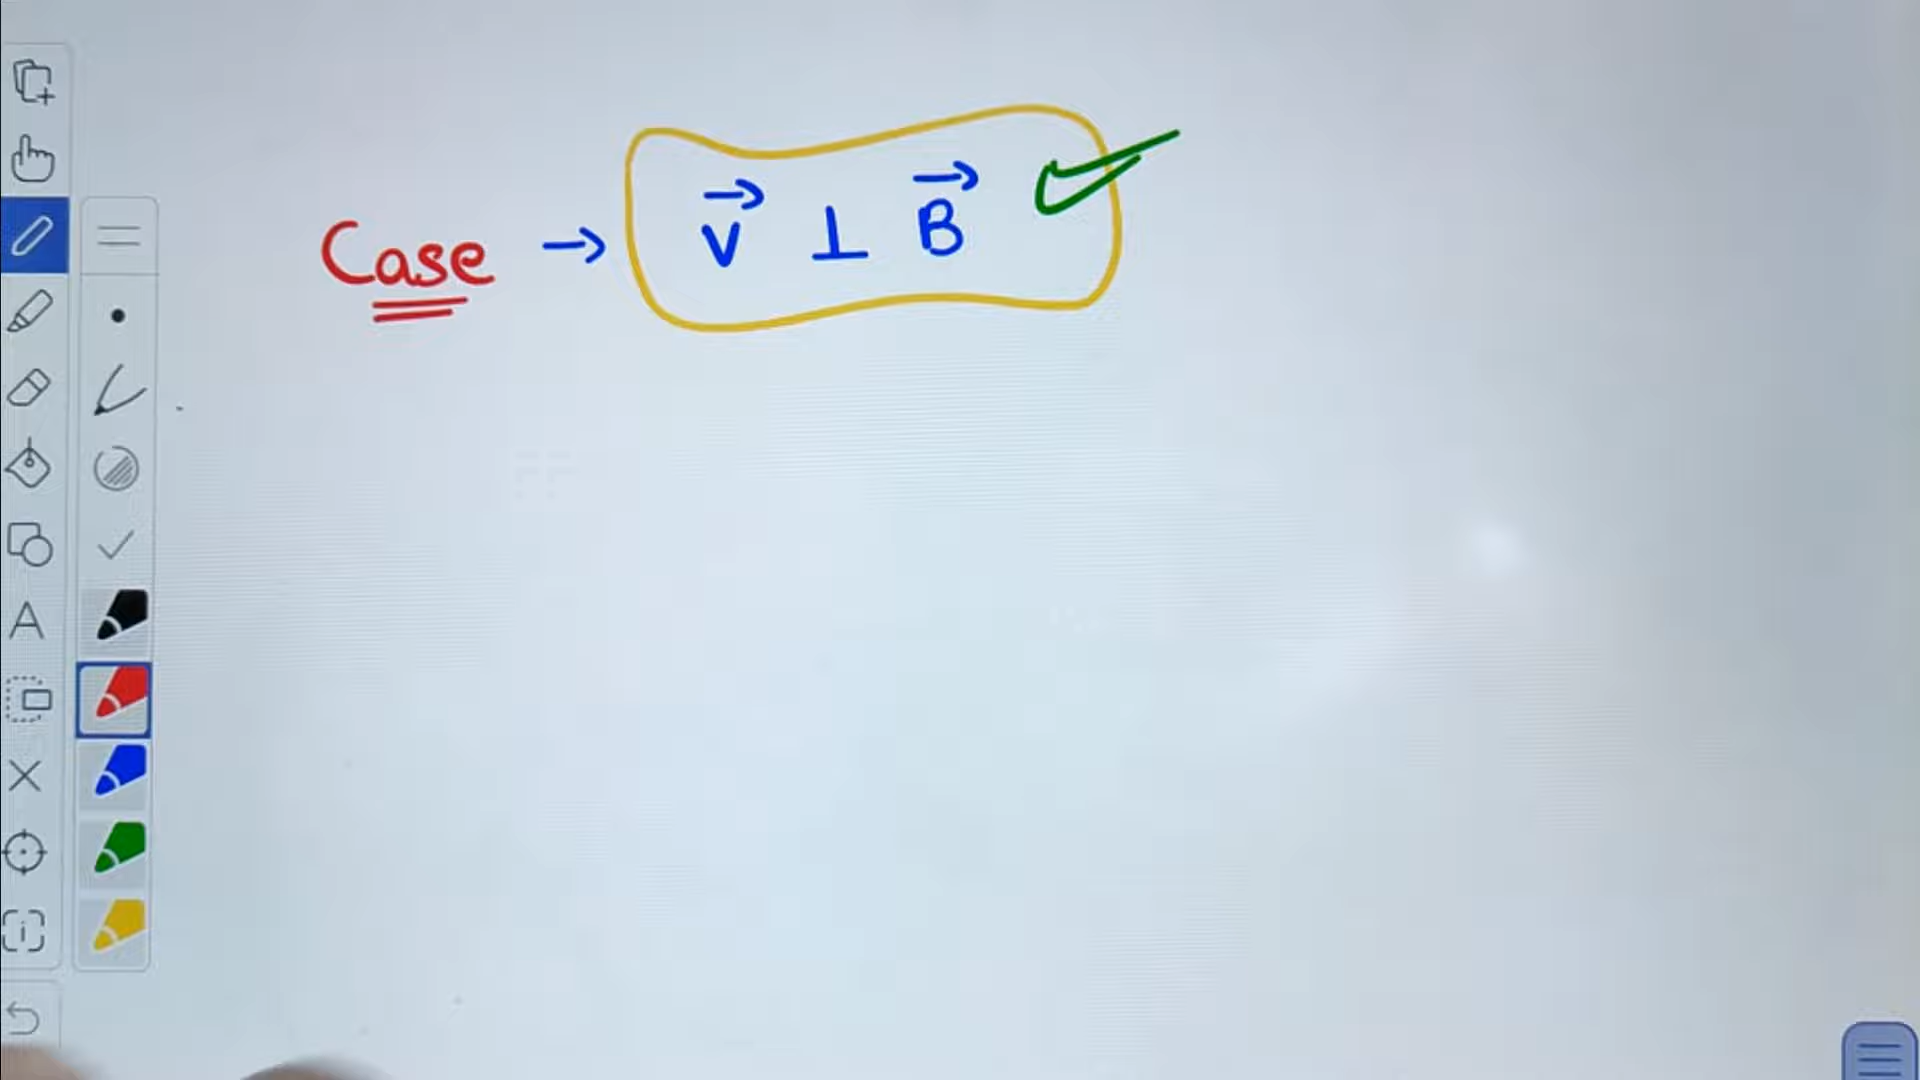 Case → v⃗ ⊥ B⃗ ✓
A